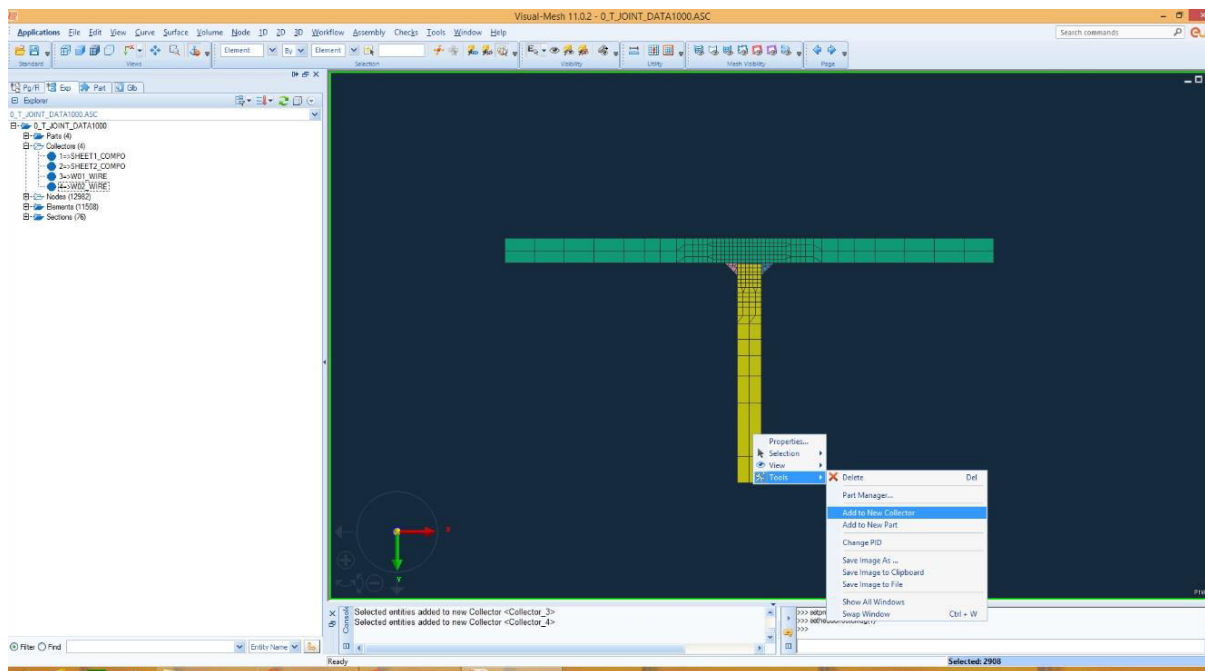 Visual-Mesh 11.0.2 - 0_T_JOINT_DATA1000.ASC
Applications File Edit View Curve Surface Volume Node 1D 2D 3D Workflow Assembly Checks Tools Window Help
Search commands
Element By Element
Standard Views Selection Visibility Utility Mesh Visibility Page
Pg/R Exp Part Glb
Explorer
0_T_JOINT_DATA1000.ASC
0_T_JOINT_DATA1000
Parts (4)
Collectors (4)
1=>SHEET1_COMPO
2=>SHEET2_COMPO
3=>W01_WIRE
4=>W02_WIRE
Nodes (12982)
Elements (11508)
Sections (76)
Properties...
Selection
View
Tools
Delete Del
Part Manager...
Add to New Collector
Add to New Part
Change PID
Save Image As ...
Save Image to Clipboard
Save Image to File
Show All Windows
Swap Window Ctrl + W
X
Y
Console
Selected entities added to new Collector <Collector_3>
Selected entities added to new Collector <Collector_4>
>>>
Filter Find
Entity Name
Ready
Selected: 2908